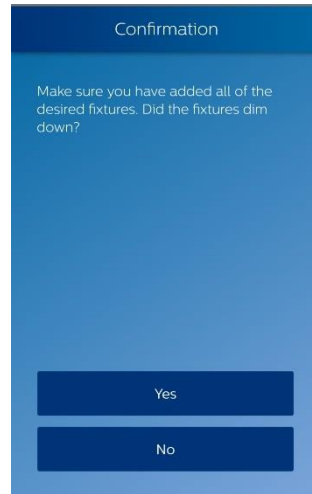 Confirmation
Make sure you have added all of the
desired fixtures. Did the fixtures dim
down?
Yes
No